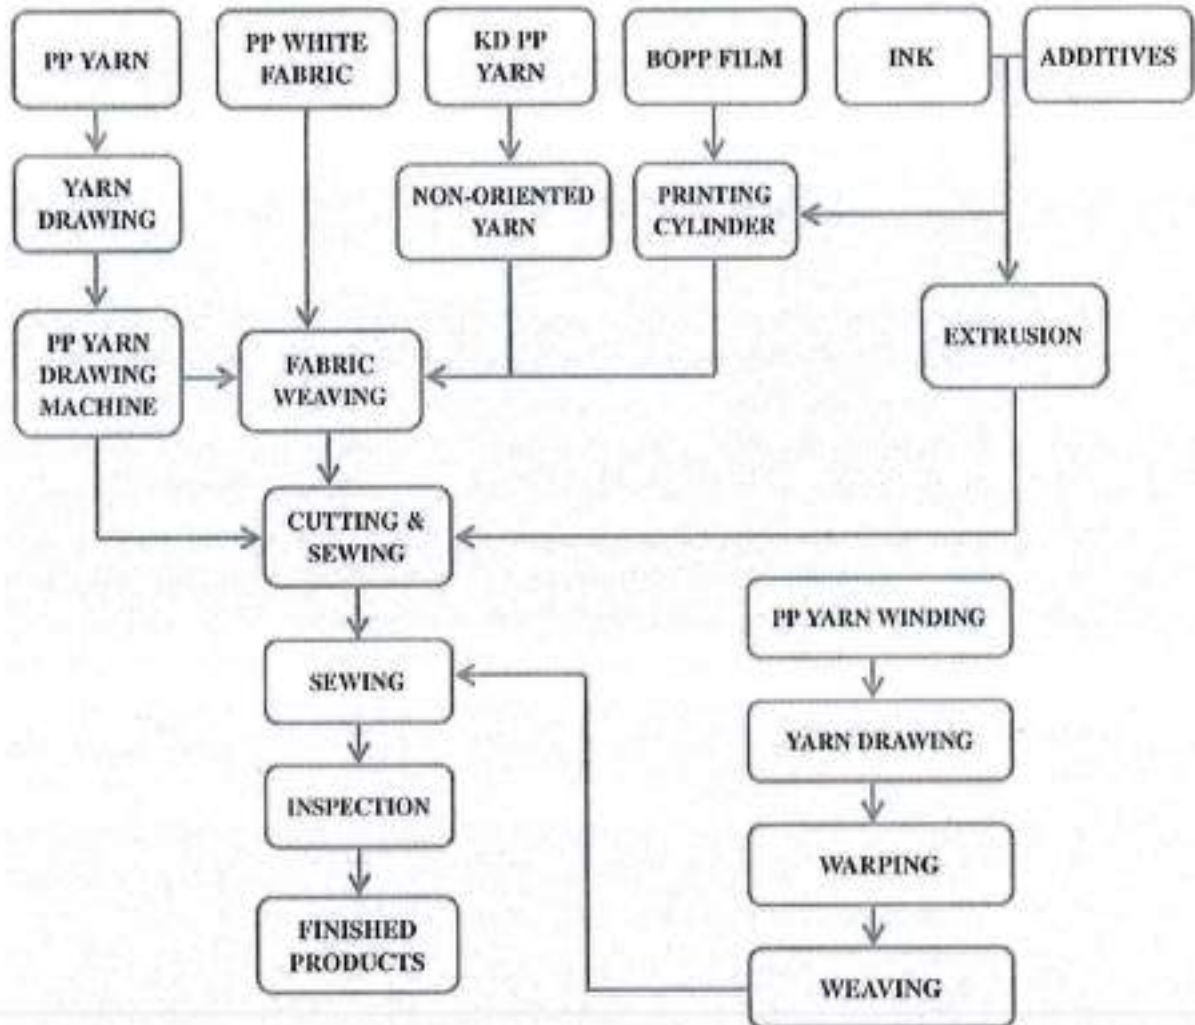 PP YARN
PP WHITE
FABRIC
KD PP
YARN
BOPP FILM
INK
ADDITIVES
YARN
DRAWING
NON-ORIENTED
YARN
PRINTING
CYLINDER
PP YARN
DRAWING
MACHINE
FABRIC
WEAVING
EXTRUSION
CUTTING &
SEWING
PP YARN WINDING
SEWING
YARN DRAWING
INSPECTION
WARPING
FINISHED
PRODUCTS
WEAVING